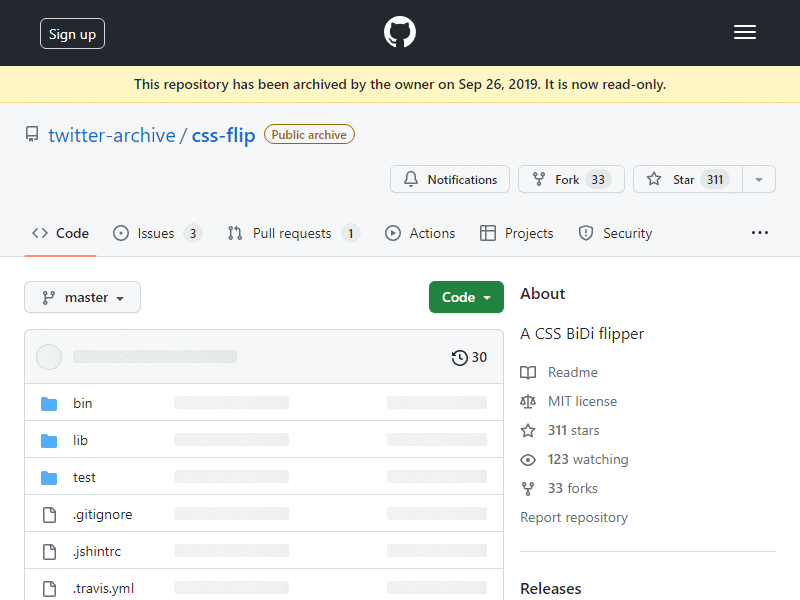 Sign up
This repository has been archived by the owner on Sep 26, 2019. It is now read-only.
twitter-archive / css-flip Public archive
Notifications Fork 33 Star 311
Code Issues 3 Pull requests 1 Actions Projects Security
master Code
30
bin
lib
test
.gitignore
.jshintrc
.travis.yml
About
A CSS BiDi flipper
Readme
MIT license
311 stars
123 watching
33 forks
Report repository
Releases